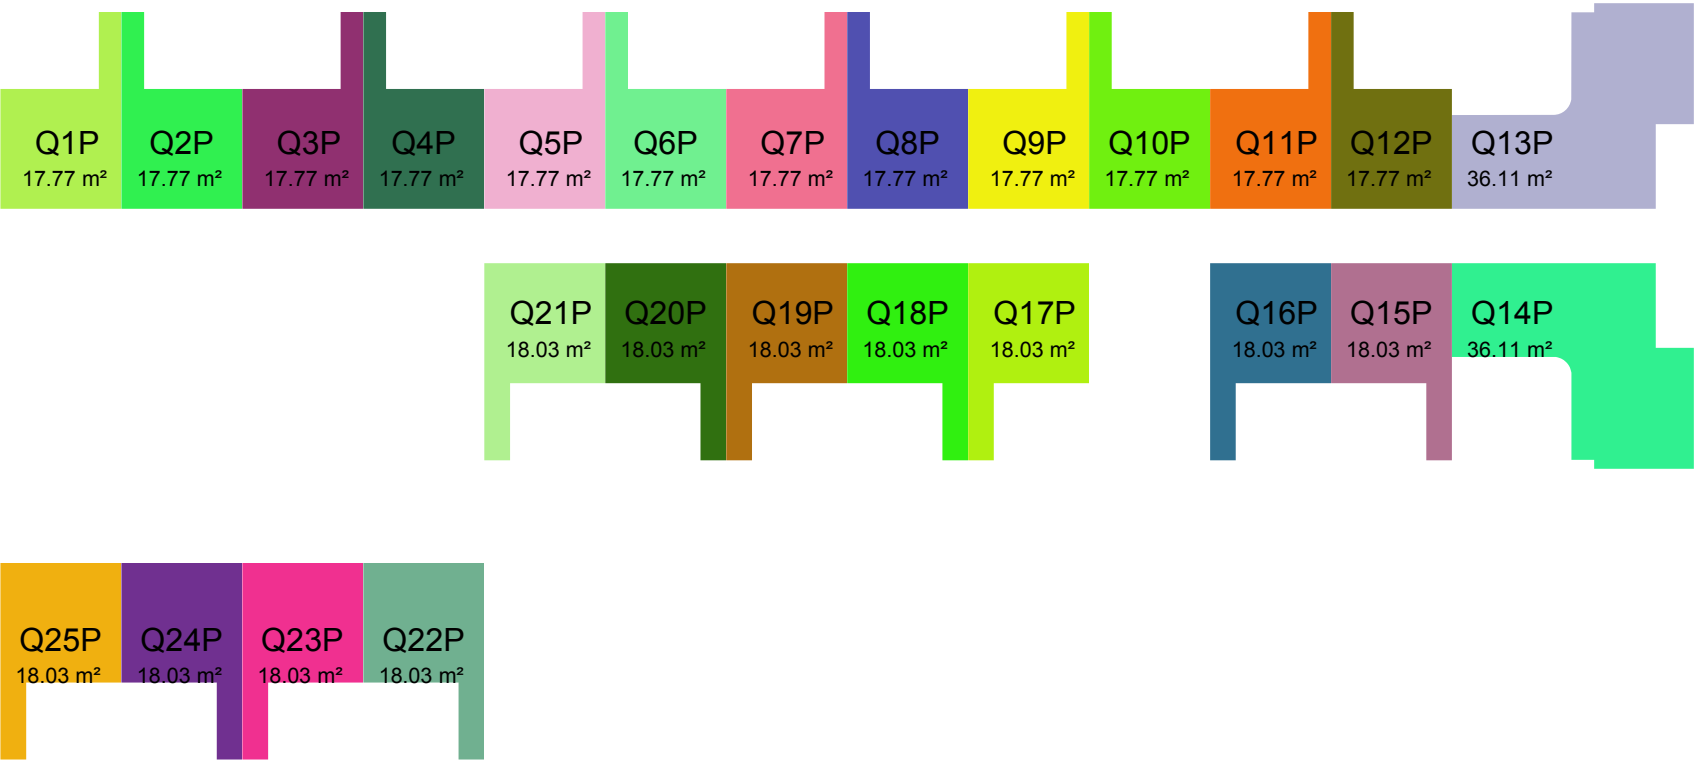 Q1P
17.77 m²
Q2P
17.77 m²
Q3P
17.77 m²
Q4P
17.77 m²
Q5P
17.77 m²
Q6P
17.77 m²
Q7P
17.77 m²
Q8P
17.77 m²
Q9P
17.77 m²
Q10P
17.77 m²
Q11P
17.77 m²
Q12P
17.77 m²
Q13P
36.11 m²
Q21P
18.03 m²
Q20P
18.03 m²
Q19P
18.03 m²
Q18P
18.03 m²
Q17P
18.03 m²
Q16P
18.03 m²
Q15P
18.03 m²
Q14P
36.11 m²
Q25P
18.03 m²
Q24P
18.03 m²
Q23P
18.03 m²
Q22P
18.03 m²